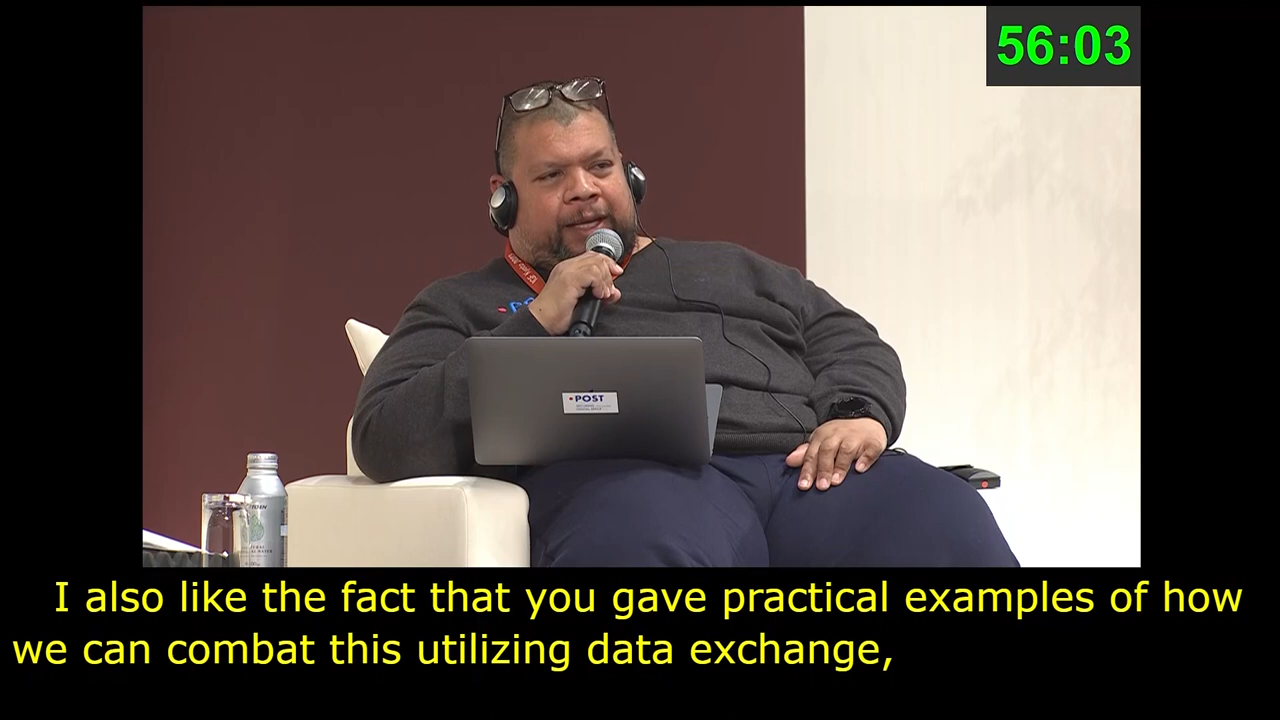 56:03
•POST
I also like the fact that you gave practical examples of how
we can combat this utilizing data exchange,